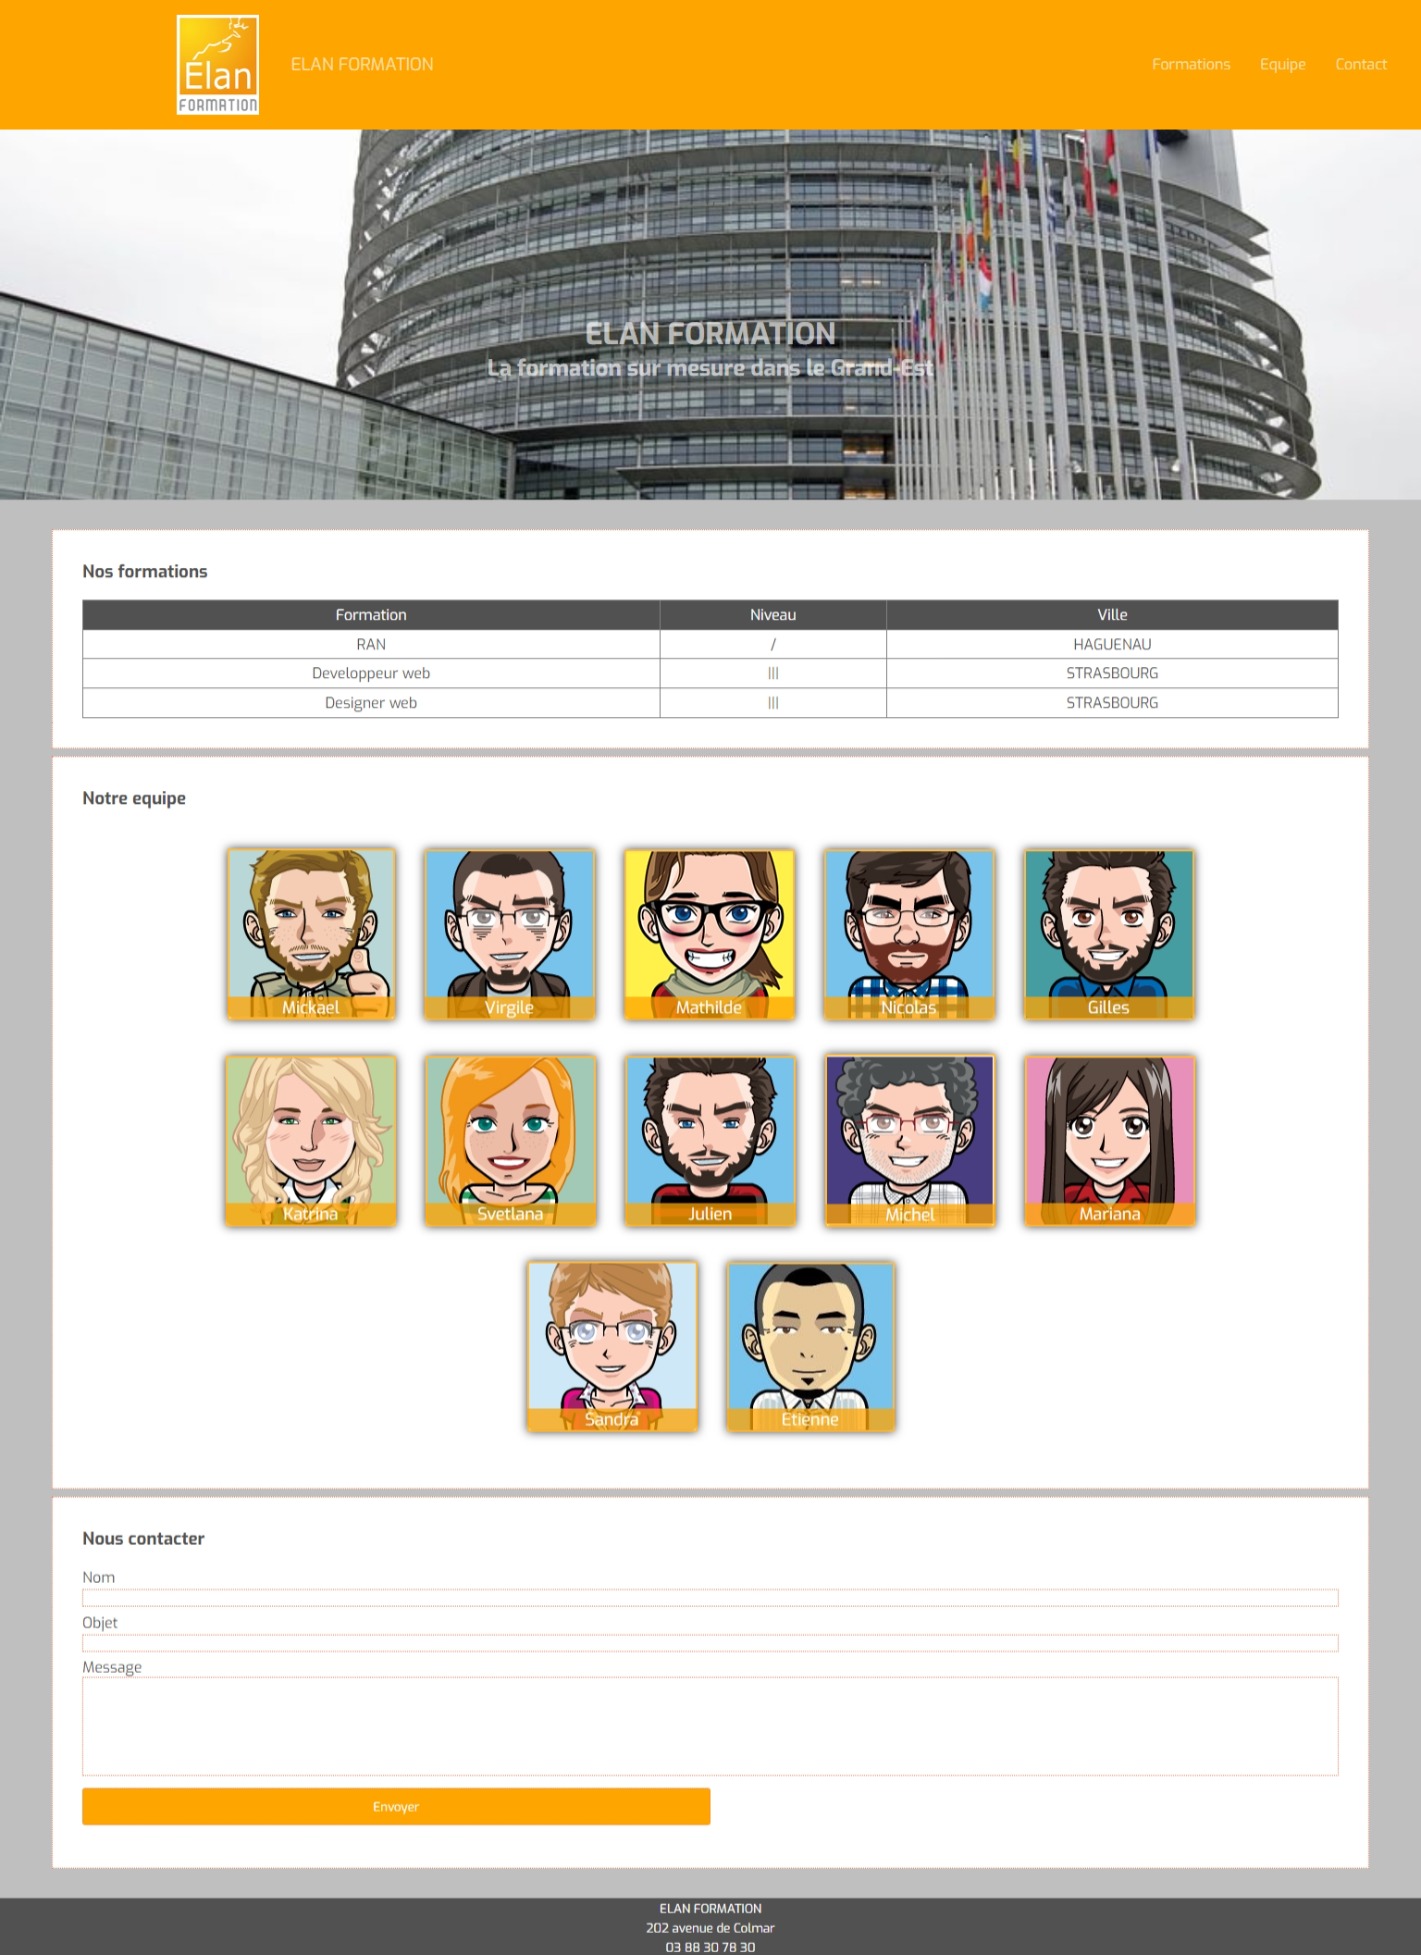 Elan
FORMATION
ELAN FORMATION
Formations
Equipe
Contact
ELAN FORMATION
La formation sur mesure dans le Grand-Est
Nos formations
Formation Niveau Ville
RAN / HAGUENAU
Developpeur web III STRASBOURG
Designer web III STRASBOURG
Notre equipe
Mickael Virgile Mathilde Nicolas Gilles
Katrina Svetlana Julien Michel Mariana
Sandra Etienne
Nous contacter
Nom
Objet
Message
Envoyer
ELAN FORMATION
202 avenue de Colmar
03 88 30 78 30